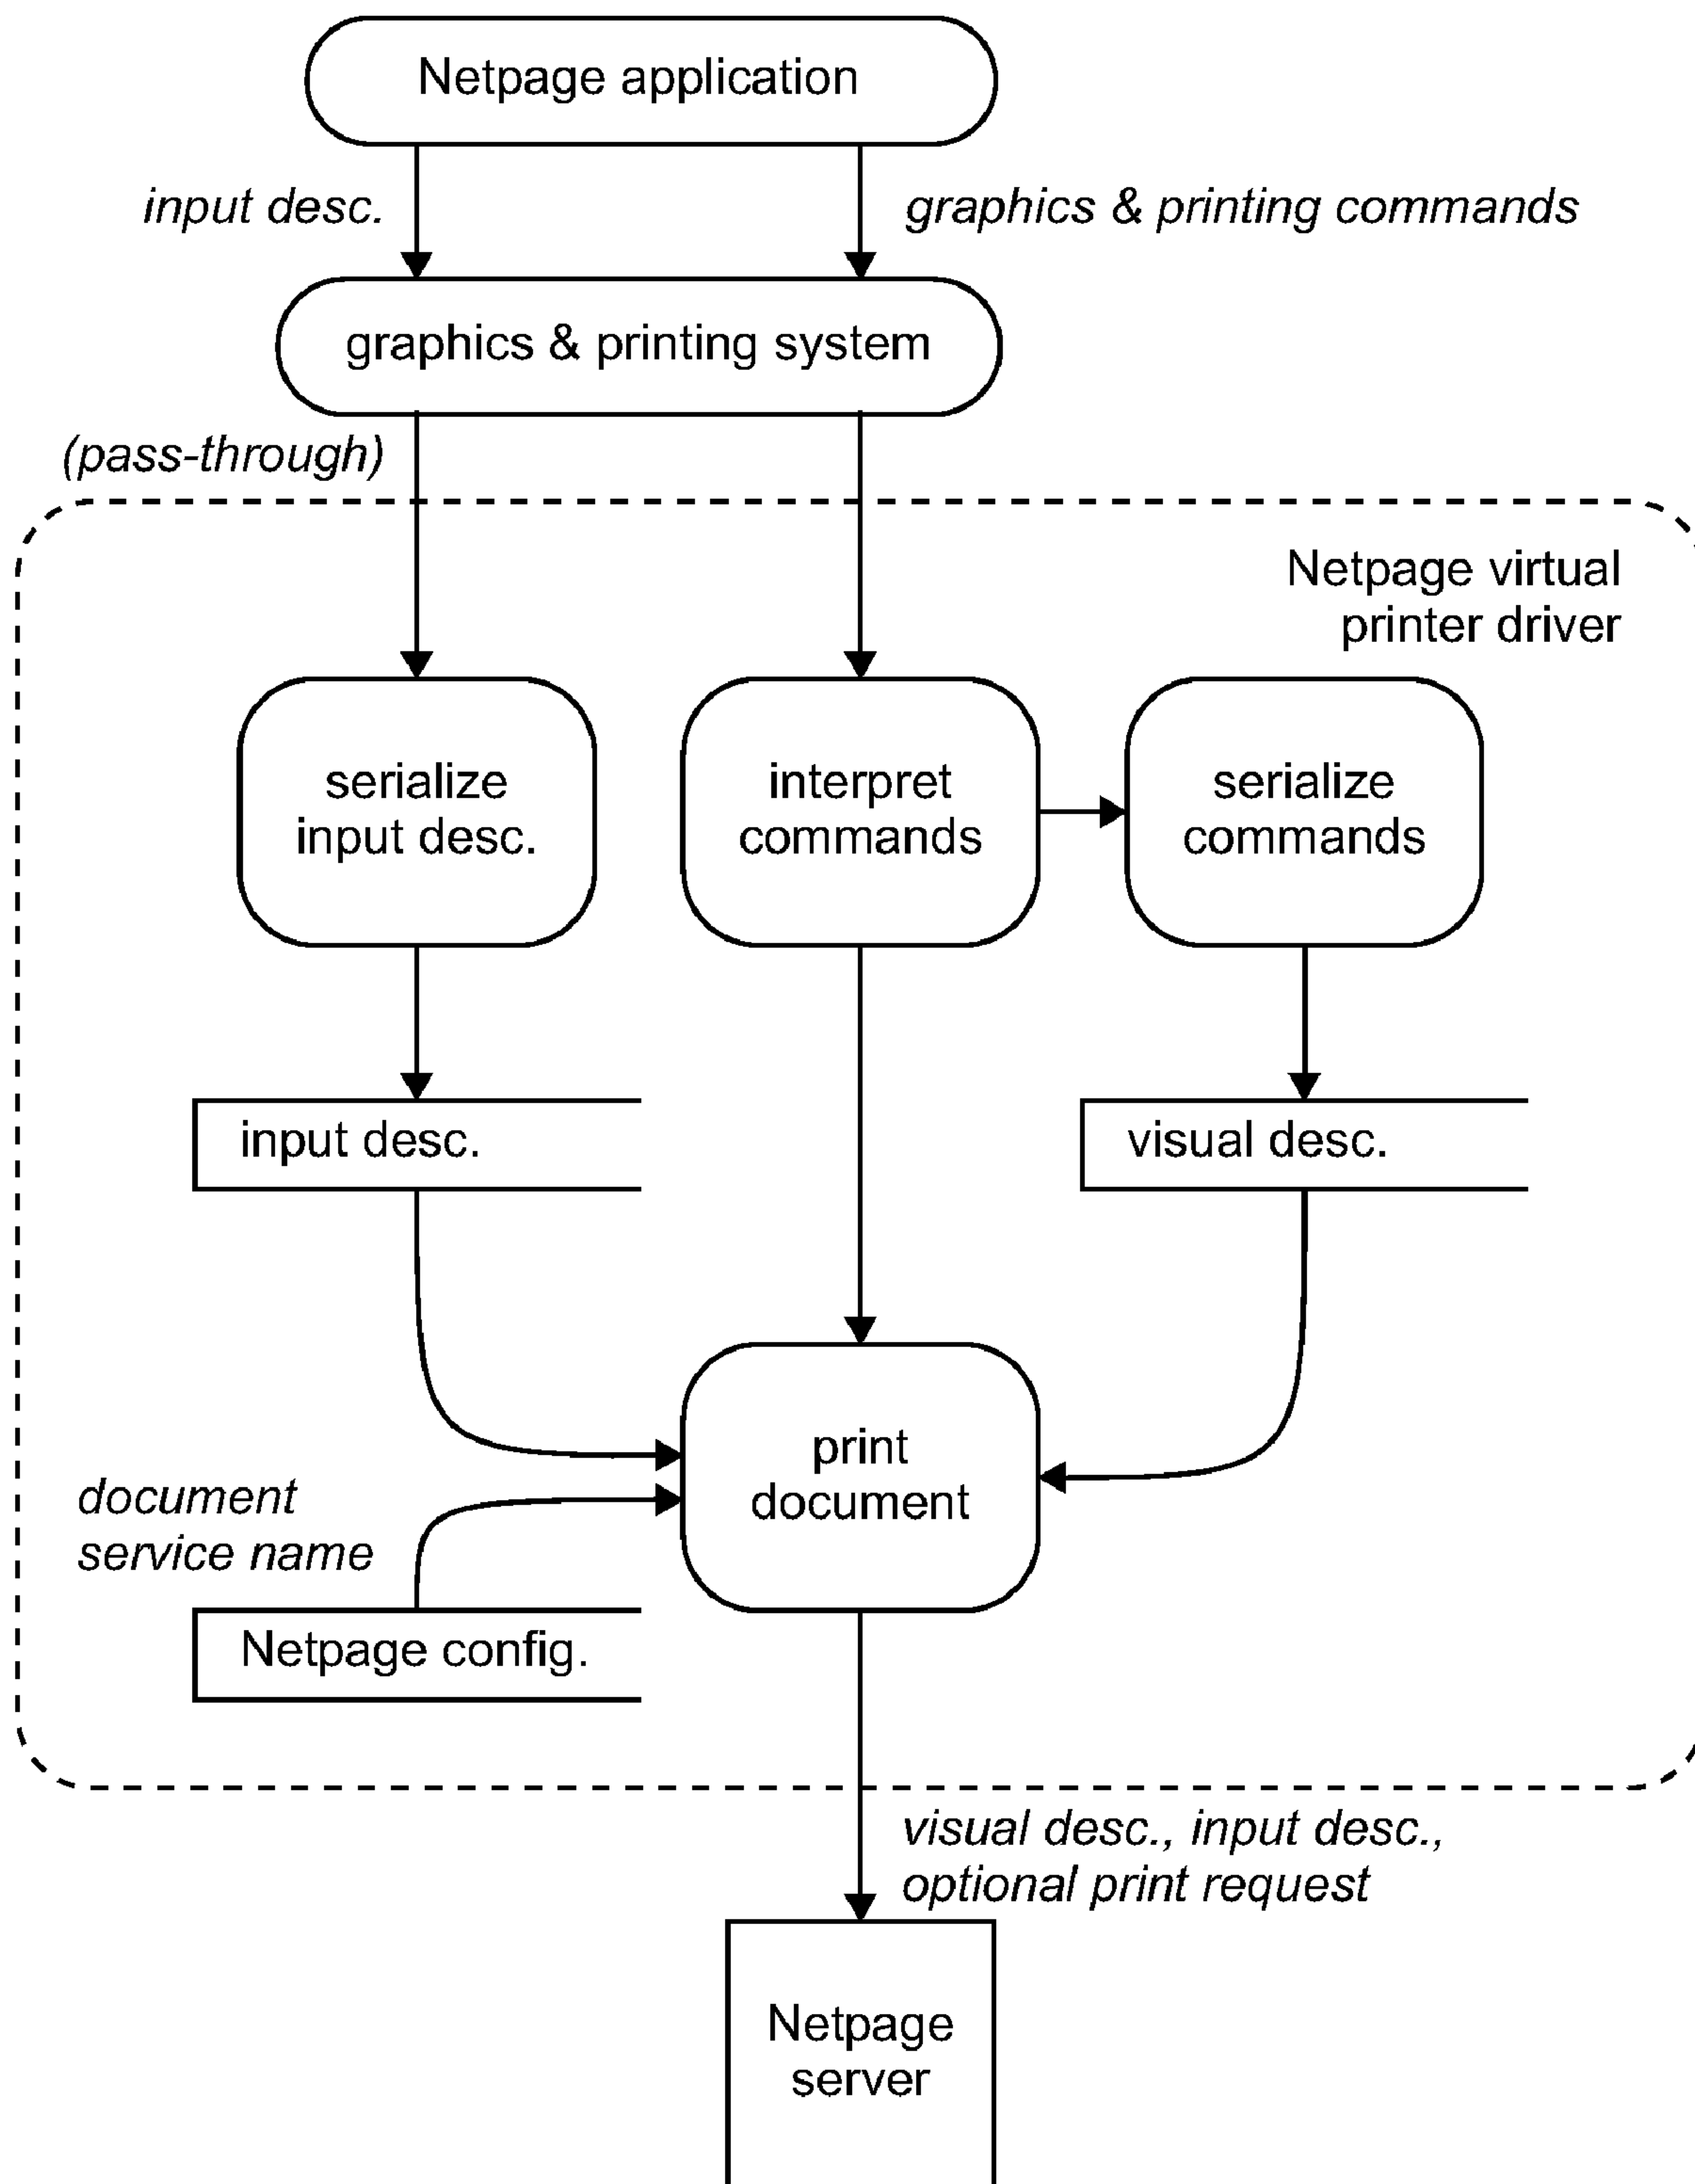 Netpage application
input desc.
graphics & printing commands
graphics & printing system
(pass-through)
Netpage virtual
printer driver
serialize
input desc.
interpret
commands
serialize
commands
input desc.
visual desc.
print
document
document
service name
Netpage config.
visual desc., input desc.,
optional print request
Netpage
server